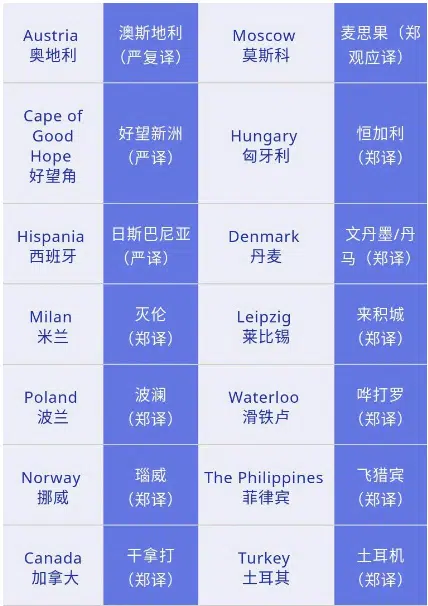 Austria
奥地利
澳斯地利
（严复译）
Moscow
莫斯科
麦思果（郑
观应译）
Cape of
Good
Hope
好望角
好望新洲
（严译）
Hungary
匈牙利
恒加利
（郑译）
Hispania
西班牙
日斯巴尼亚
（严译）
Denmark
丹麦
文丹墨/丹
马（郑译）
Milan
米兰
灭伦
（郑译）
Leipzig
莱比锡
来积城
（郑译）
Poland
波兰
波澜
（郑译）
Waterloo
滑铁卢
哗打罗
（郑译）
Norway
挪威
瑙威
（郑译）
The Philippines
菲律宾
飞猎宾
（郑译）
Canada
加拿大
干拿打
（郑译）
Turkey
土耳其
土耳机
（郑译）